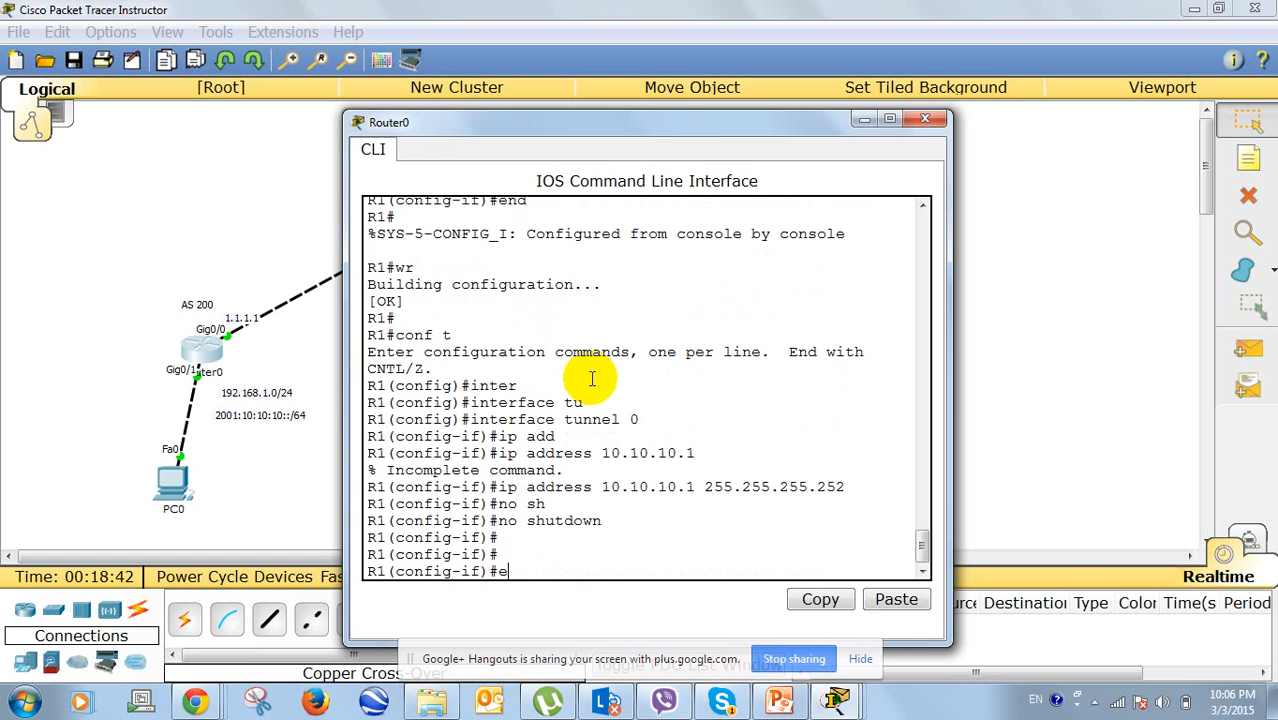 Cisco Packet Tracer Instructor
File Edit Options View Tools Extensions Help
Logical [Root] New Cluster Move Object Set Tiled Background Viewport
Router0
CLI
IOS Command Line Interface
R1(config-if)#end
R1#
%SYS-5-CONFIG_I: Configured from console by console
R1#wr
Building configuration...
[OK]
R1#
R1#conf t
Enter configuration commands, one per line.  End with
CNTL/Z.
R1(config)#inter
R1(config)#interface tu
R1(config)#interface tunnel 0
R1(config-if)#ip add
R1(config-if)#ip address 10.10.10.1
% Incomplete command.
R1(config-if)#ip address 10.10.10.1 255.255.255.252
R1(config-if)#no sh
R1(config-if)#no shutdown
R1(config-if)#
R1(config-if)#
R1(config-if)#e
Copy Paste
AS 200
1.1.1.1
Gig0/0
Gig0/1
192.168.1.0/24
2001:10:10:10::/64
Fa0
PC0
Time: 00:18:42 Power Cycle Devices Realtime
Connections
Destination Type Color Time(s Period
Google+ Hangouts is sharing your screen with plus.google.com. Stop sharing Hide
Copper Cross-Over
EN
10:06 PM
3/3/2015